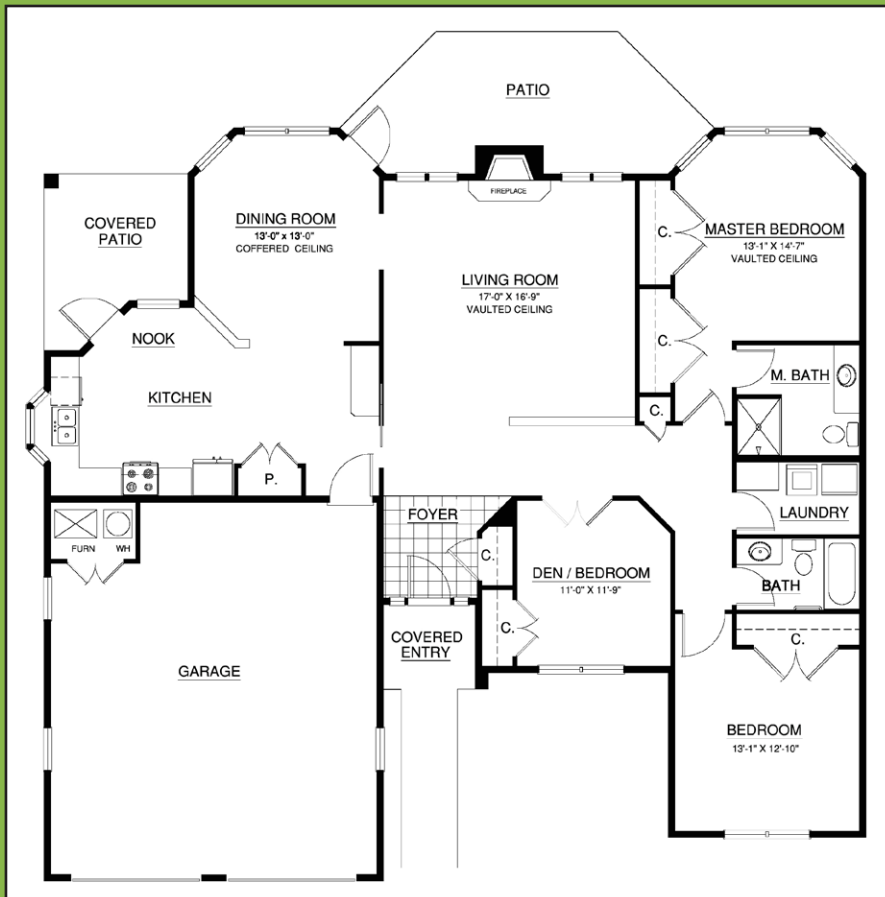 PATIO
FIREPLACE
COVERED
PATIO
DINING ROOM
13'-0" x 13'-0"
COFFERED CEILING
C.
MASTER BEDROOM
13'-1" X 14'-7"
VAULTED CEILING
LIVING ROOM
17'-0" X 16'-9"
VAULTED CEILING
NOOK
C.
KITCHEN
M. BATH
C.
P.
FOYER
LAUNDRY
FURN
WH
C.
DEN / BEDROOM
11'-0" X 11'-9"
BATH
C.
COVERED
ENTRY
C.
GARAGE
BEDROOM
13'-1" X 12'-10"